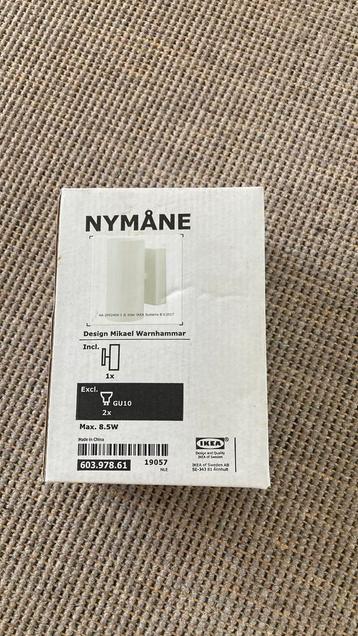 NYMÅNE
Design Mikael Warnhammar
Incl.
1x
Excl.
GU10
2x
Max. 8.5W
Made in China
603.978.61
19057
NLE
IKEA®
Design and Quality
IKEA of Sweden
IKEA of Sweden AB
SE-343 81 Älmhult